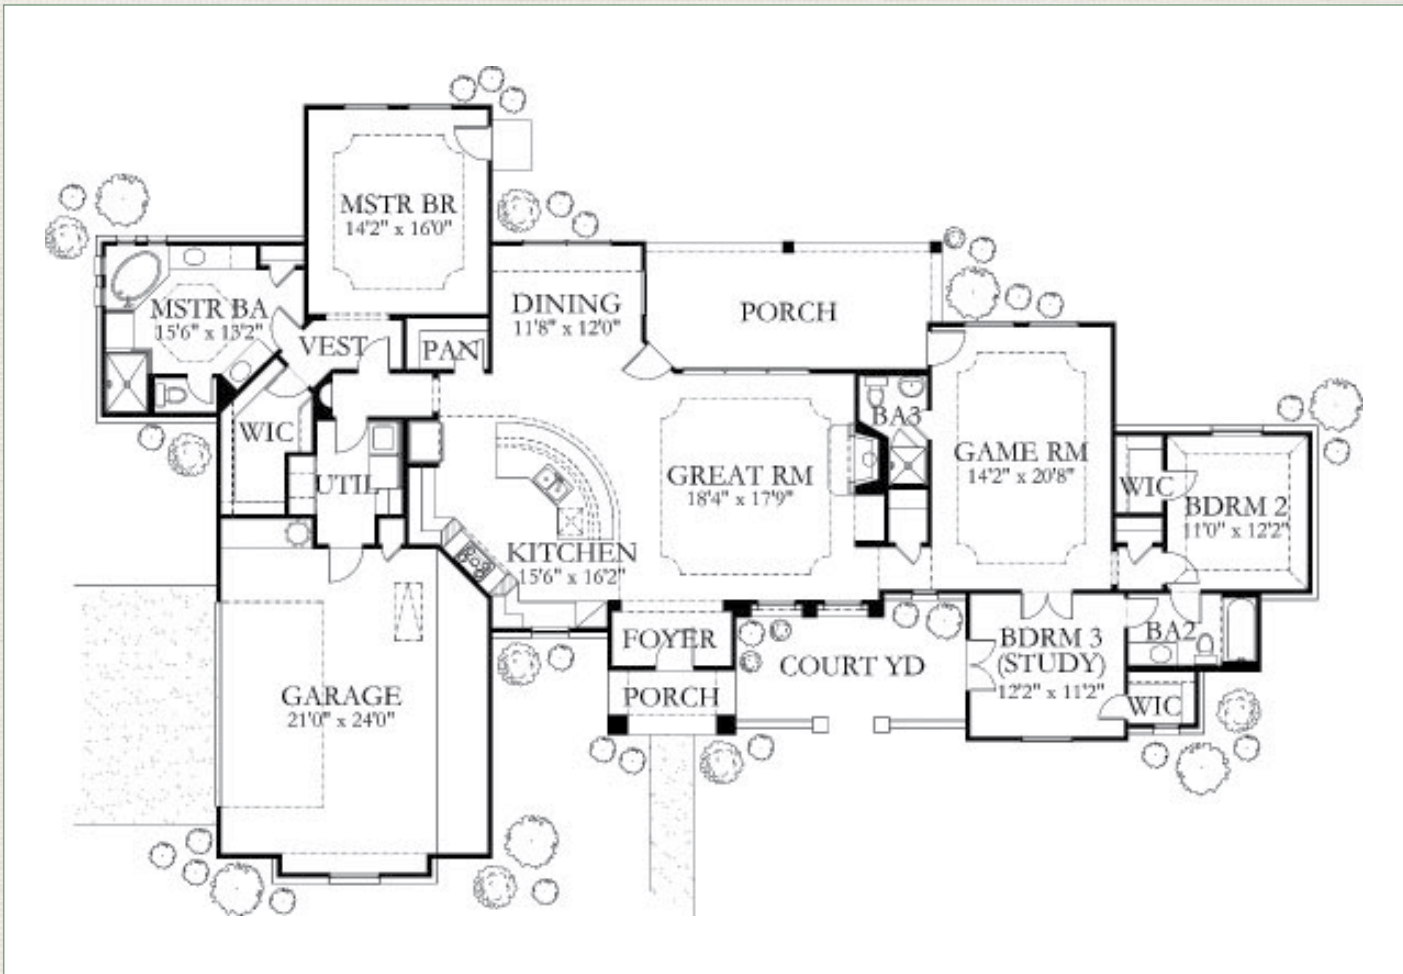 MSTR BR
14'2" x 16'0"
MSTR BA
15'6" x 13'2"
VEST
PAN
DINING
11'8" x 12'0"
PORCH
WIC
UTIL
BA3
GREAT RM
18'4" x 17'9"
GAME RM
14'2" x 20'8"
WIC
BDRM 2
11'0" x 12'2"
KITCHEN
15'6" x 16'2"
FOYER
PORCH
COURT YD
BDRM 3
(STUDY)
12'2" x 11'2"
BA2
WIC
GARAGE
21'0" x 24'0"